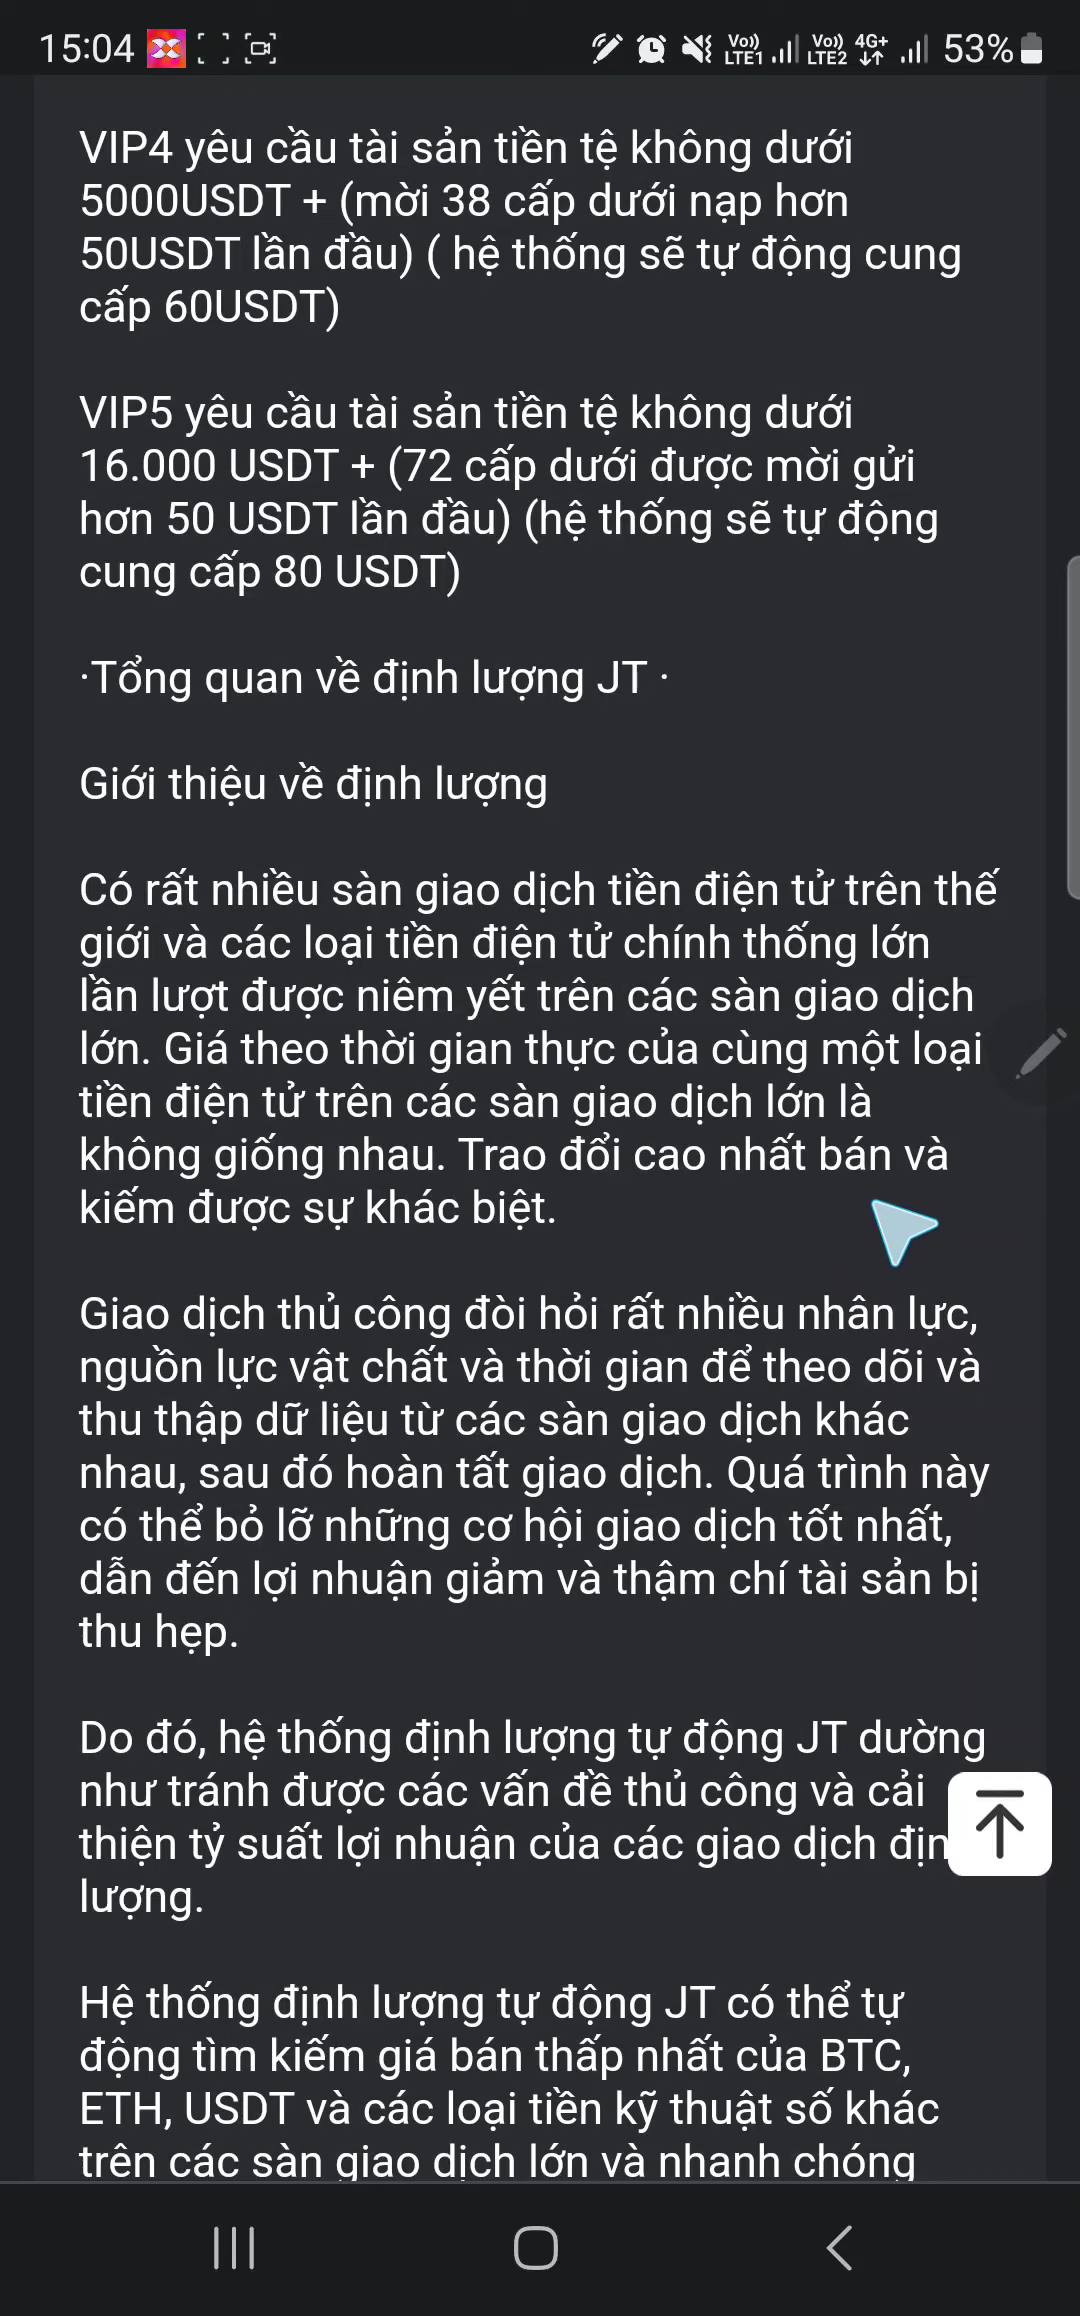 15:04
Vo)) LTE1
Vo)) LTE2
4G+
53%
VIP4 yêu cầu tài sản tiền tệ không dưới
5000USDT + (mời 38 cấp dưới nạp hơn
50USDT lần đầu) ( hệ thống sẽ tự động cung
cấp 60USDT)
VIP5 yêu cầu tài sản tiền tệ không dưới
16.000 USDT + (72 cấp dưới được mời gửi
hơn 50 USDT lần đầu) (hệ thống sẽ tự động
cung cấp 80 USDT)
·Tổng quan về định lượng JT ·
Giới thiệu về định lượng
Có rất nhiều sàn giao dịch tiền điện tử trên thế
giới và các loại tiền điện tử chính thống lớn
lần lượt được niêm yết trên các sàn giao dịch
lớn. Giá theo thời gian thực của cùng một loại
tiền điện tử trên các sàn giao dịch lớn là
không giống nhau. Trao đổi cao nhất bán và
kiếm được sự khác biệt.
Giao dịch thủ công đòi hỏi rất nhiều nhân lực,
nguồn lực vật chất và thời gian để theo dõi và
thu thập dữ liệu từ các sàn giao dịch khác
nhau, sau đó hoàn tất giao dịch. Quá trình này
có thể bỏ lỡ những cơ hội giao dịch tốt nhất,
dẫn đến lợi nhuận giảm và thậm chí tài sản bị
thu hẹp.
Do đó, hệ thống định lượng tự động JT dường
như tránh được các vấn đề thủ công và cải
thiện tỷ suất lợi nhuận của các giao dịch địn
lượng.
Hệ thống định lượng tự động JT có thể tự
động tìm kiếm giá bán thấp nhất của BTC,
ETH, USDT và các loại tiền kỹ thuật số khác
trên các sàn giao dịch lớn và nhanh chóng